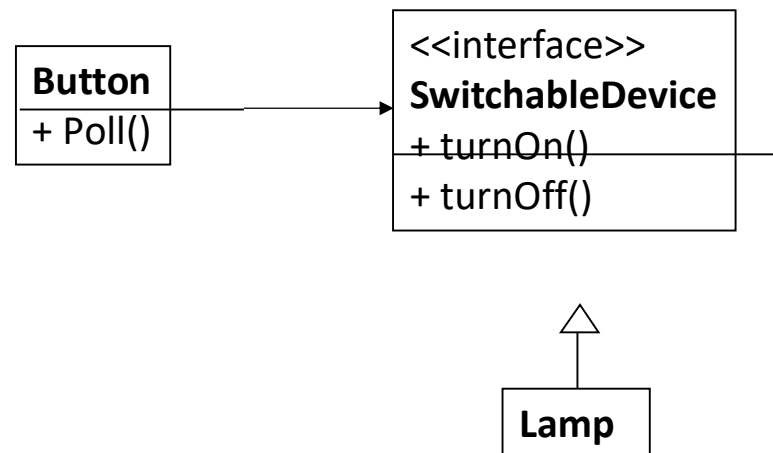 Button
+ Poll()
<<interface>>
SwitchableDevice
+ turnOn()
+ turnOff()
Lamp